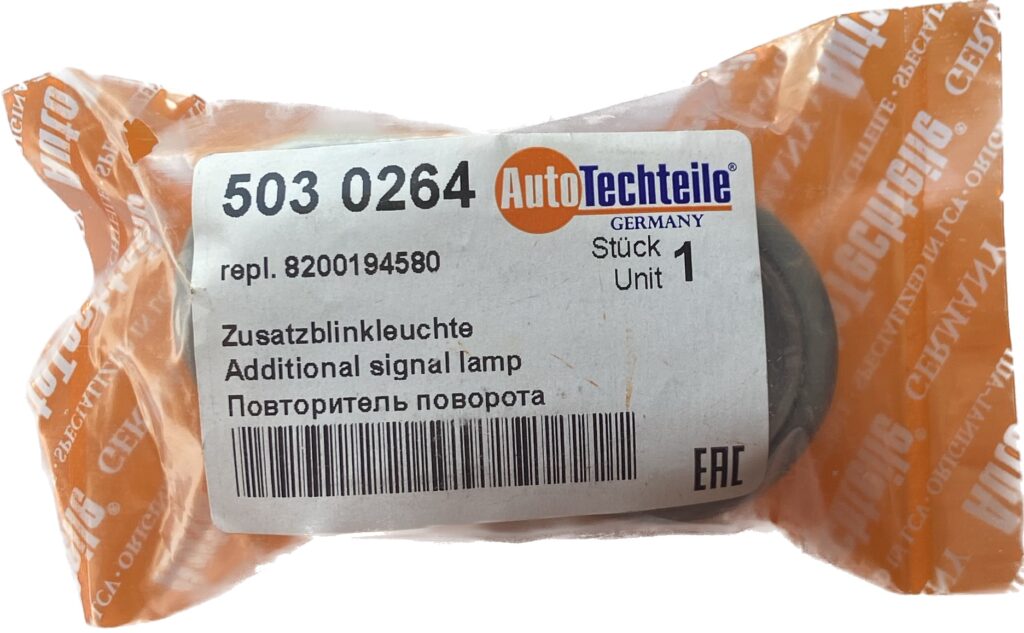 503 0264
AutoTechteile®
GERMANY
repl. 8200194580
Stück
Unit 1
Zusatzblinkleuchte
Additional signal lamp
Повторитель поворота
EAC